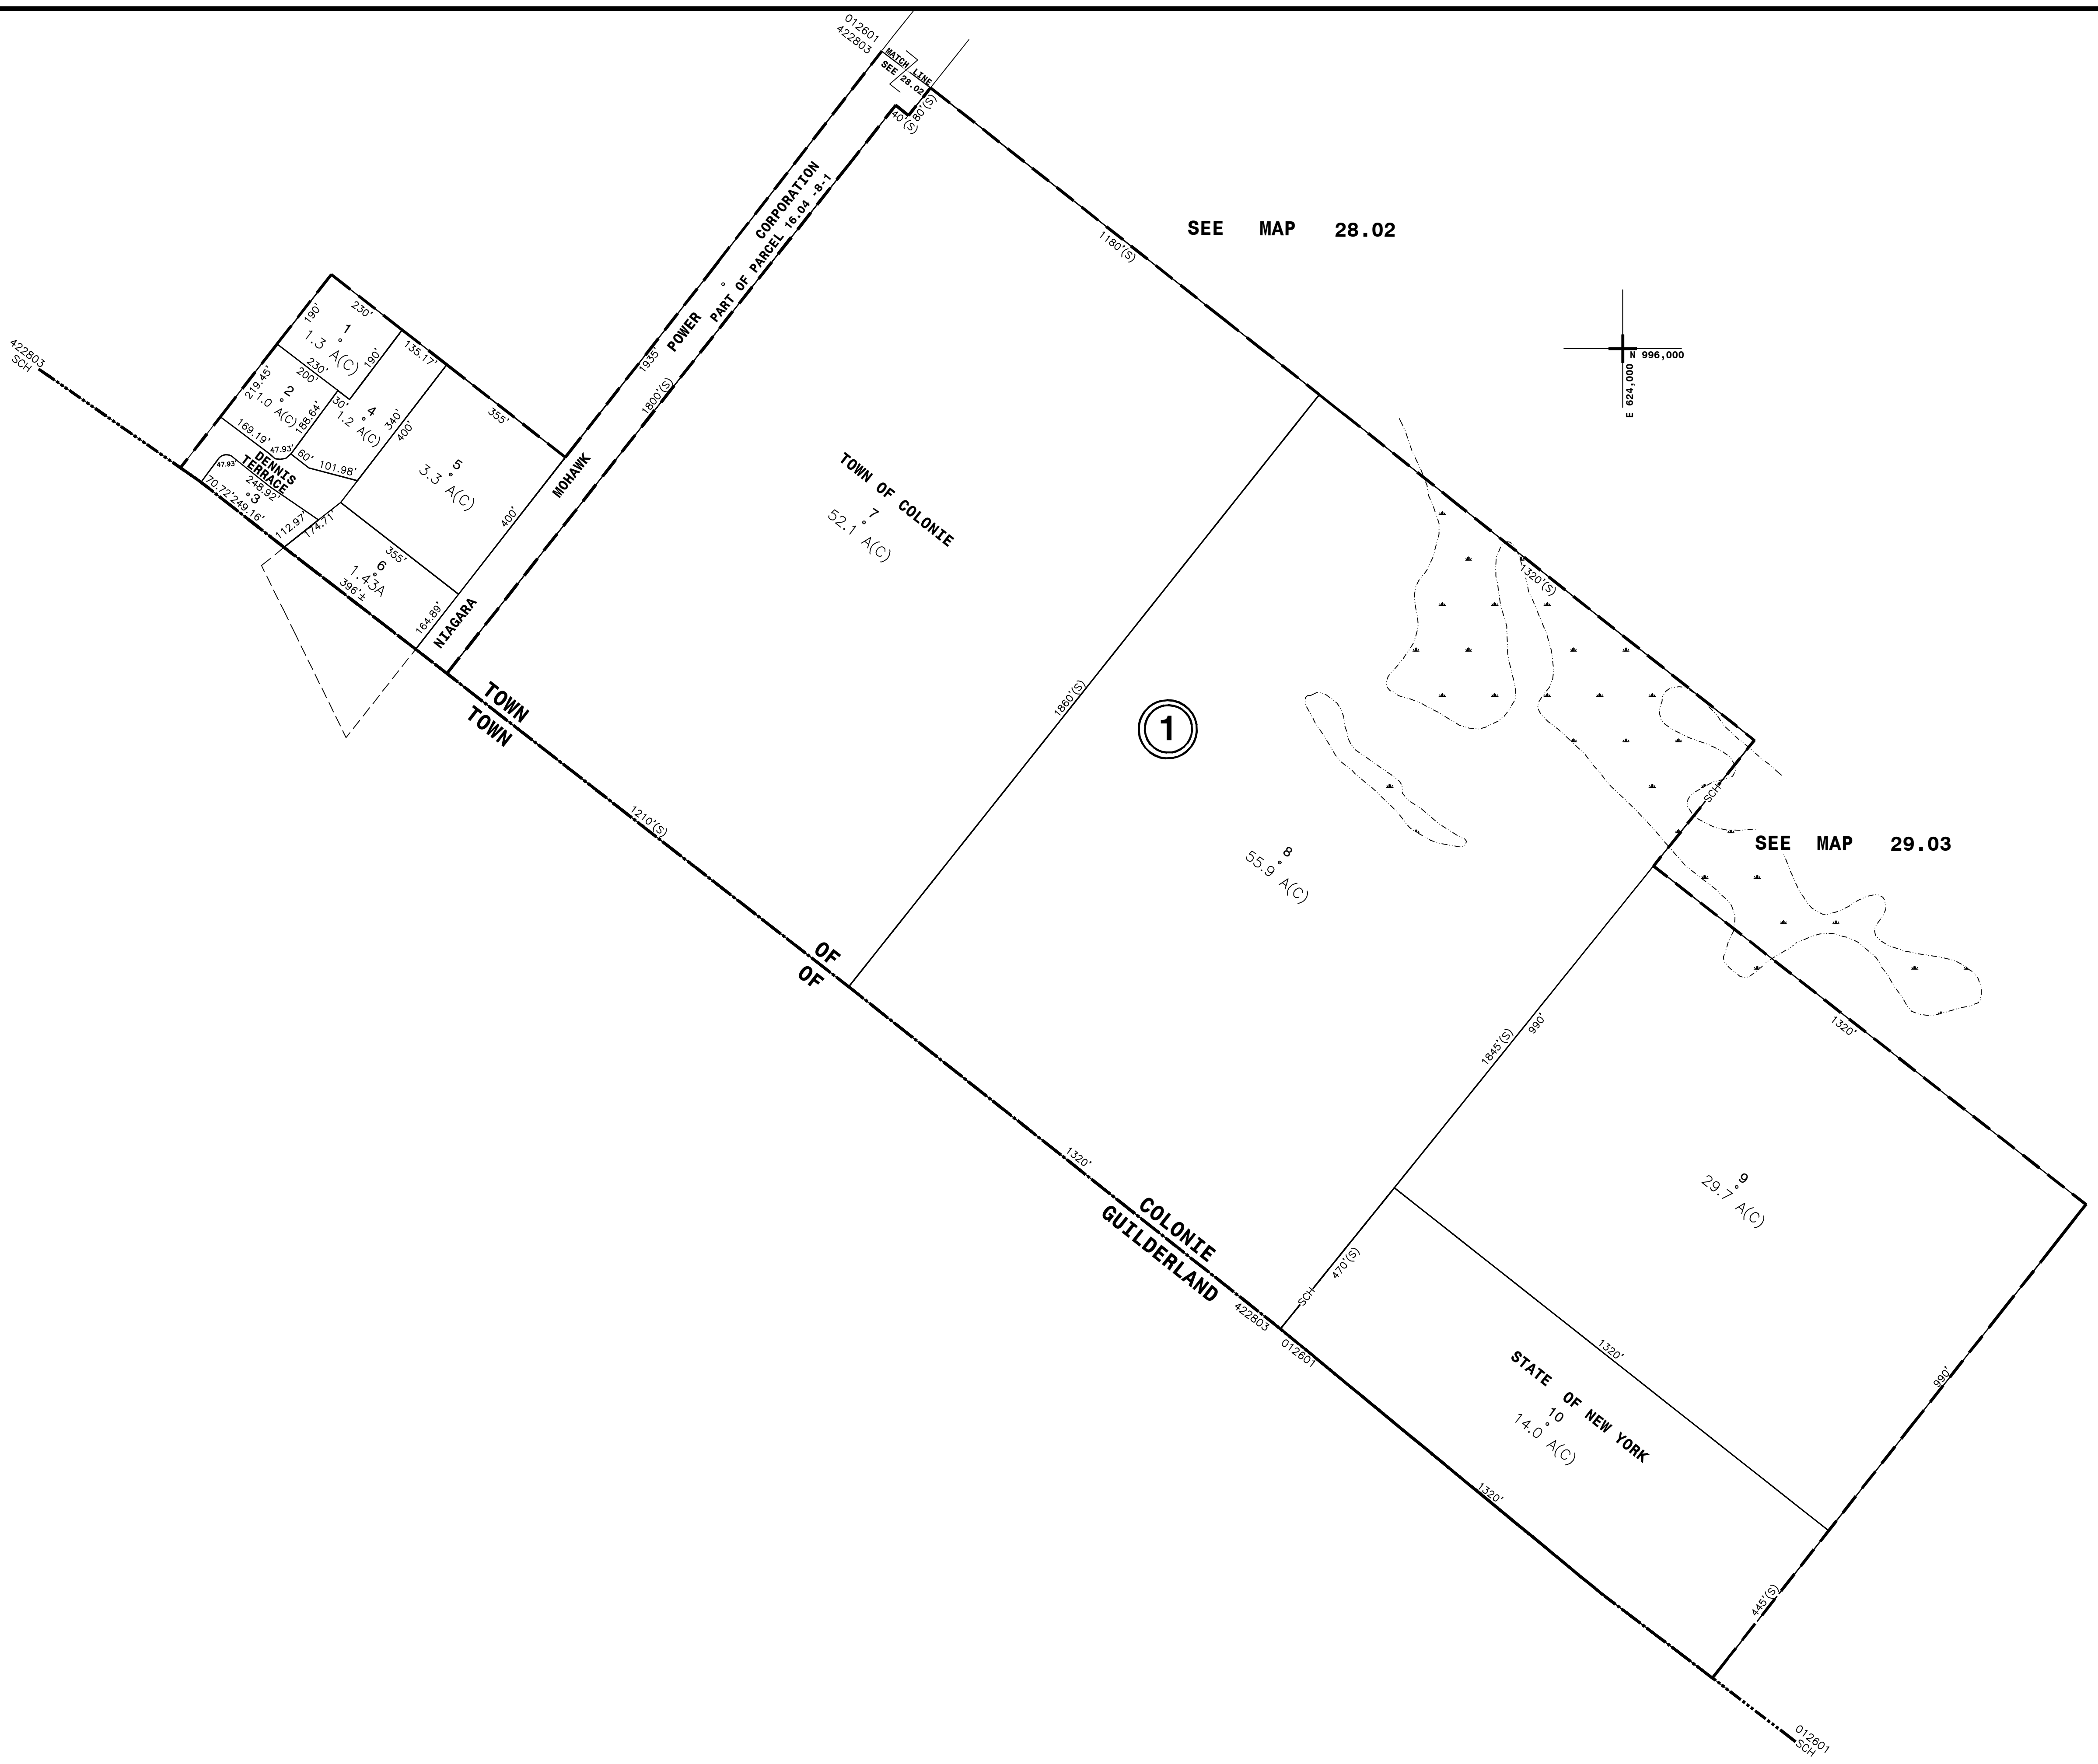 012601
422803
MATCH LINE
SEE 28.02
40'(S)
80'(S)
SEE MAP 28.02
1180'(S)
NIAGARA MOHAWK POWER CORPORATION
PART OF PARCEL 16.04 -8-1
1935'
1800'(S)
N 996,000
E 624,000
422803
SCH
190'
230'
1
1.3 A(C)
190'
230'
135.17'
200'
219.45'
2
1.0 A(C)
188.64'
30'
4
1.2 A(C)
340'
400'
355'
169.19'
47.93'
60'
101.98'
5
3.3 A(C)
400'
DENNIS
TERRACE
47.93'
248.92'
3
70.72'
249.16'
112.97'
174.71'
355'
6
1.43A
396'±
164.89'
TOWN OF COLONIE
7
52.1 A(C)
1320'(S)
1860'(S)
1
SCH
SEE MAP 29.03
8
55.9 A(C)
1210'(S)
TOWN OF COLONIE
TOWN OF GUILDERLAND
1320'
1845'(S)
990'
1320'
9
29.7 A(C)
470'(S)
SCH
422803
012601
1320'
STATE OF NEW YORK
10
14.0 A(C)
990'
1320'
445'(S)
012601
SCH